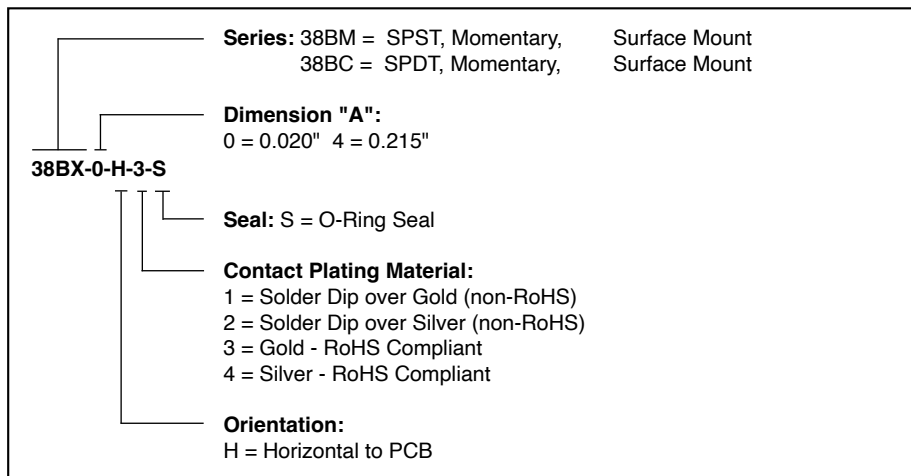 Series: 38BM = SPST, Momentary, Surface Mount
38BC = SPDT, Momentary, Surface Mount
Dimension "A":
0 = 0.020" 4 = 0.215"
38BX-0-H-3-S
Seal: S = O-Ring Seal
Contact Plating Material:
1 = Solder Dip over Gold (non-RoHS)
2 = Solder Dip over Silver (non-RoHS)
3 = Gold - RoHS Compliant
4 = Silver - RoHS Compliant
Orientation:
H = Horizontal to PCB